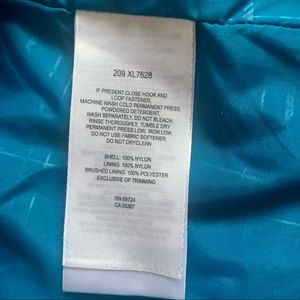 209 XL7628
IF PRESENT CLOSE HOOK AND
LOOP FASTENER,
MACHINE WASH COLD PERMANENT PRESS,
POWDERED DETERGENT,
WASH SEPARATELY, DO NOT BLEACH,
RINSE THOROUGHLY, TUMBLE DRY
PERMANENT PRESS LOW, IRON LOW,
DO NOT USE FABRIC SOFTENER,
DO NOT DRYCLEAN
SHELL: 100% NYLON
LINING: 100% NYLON
BRUSHED LINING: 100% POLYESTER
EXCLUSIVE OF TRIMMING
RN 69724
CA 05367